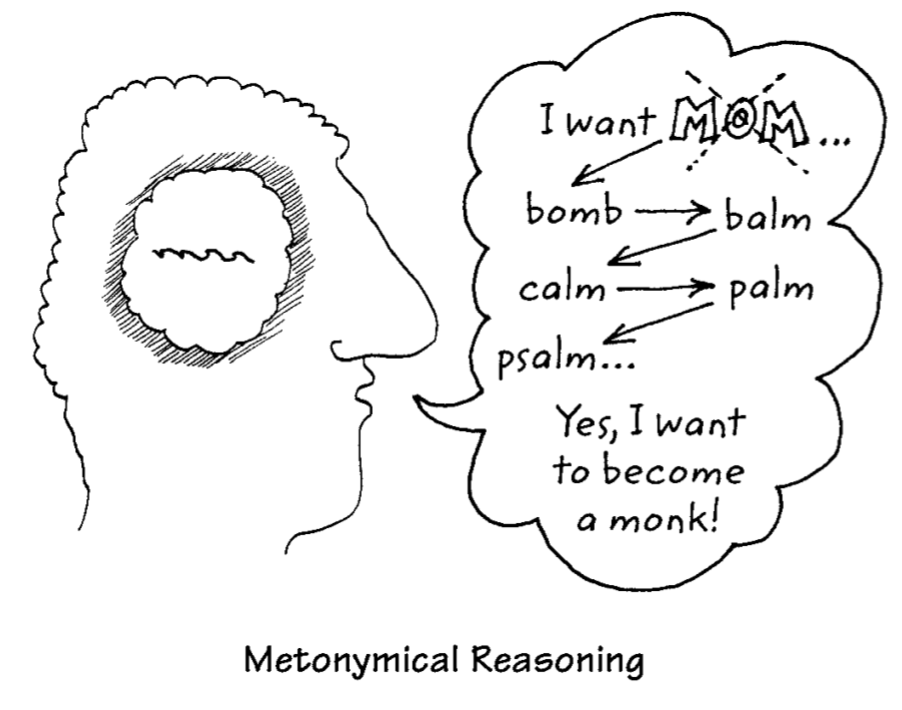 I want MOM...
bomb → balm
calm → palm
psalm...
Yes, I want
to become
a monk!
Metonymical Reasoning